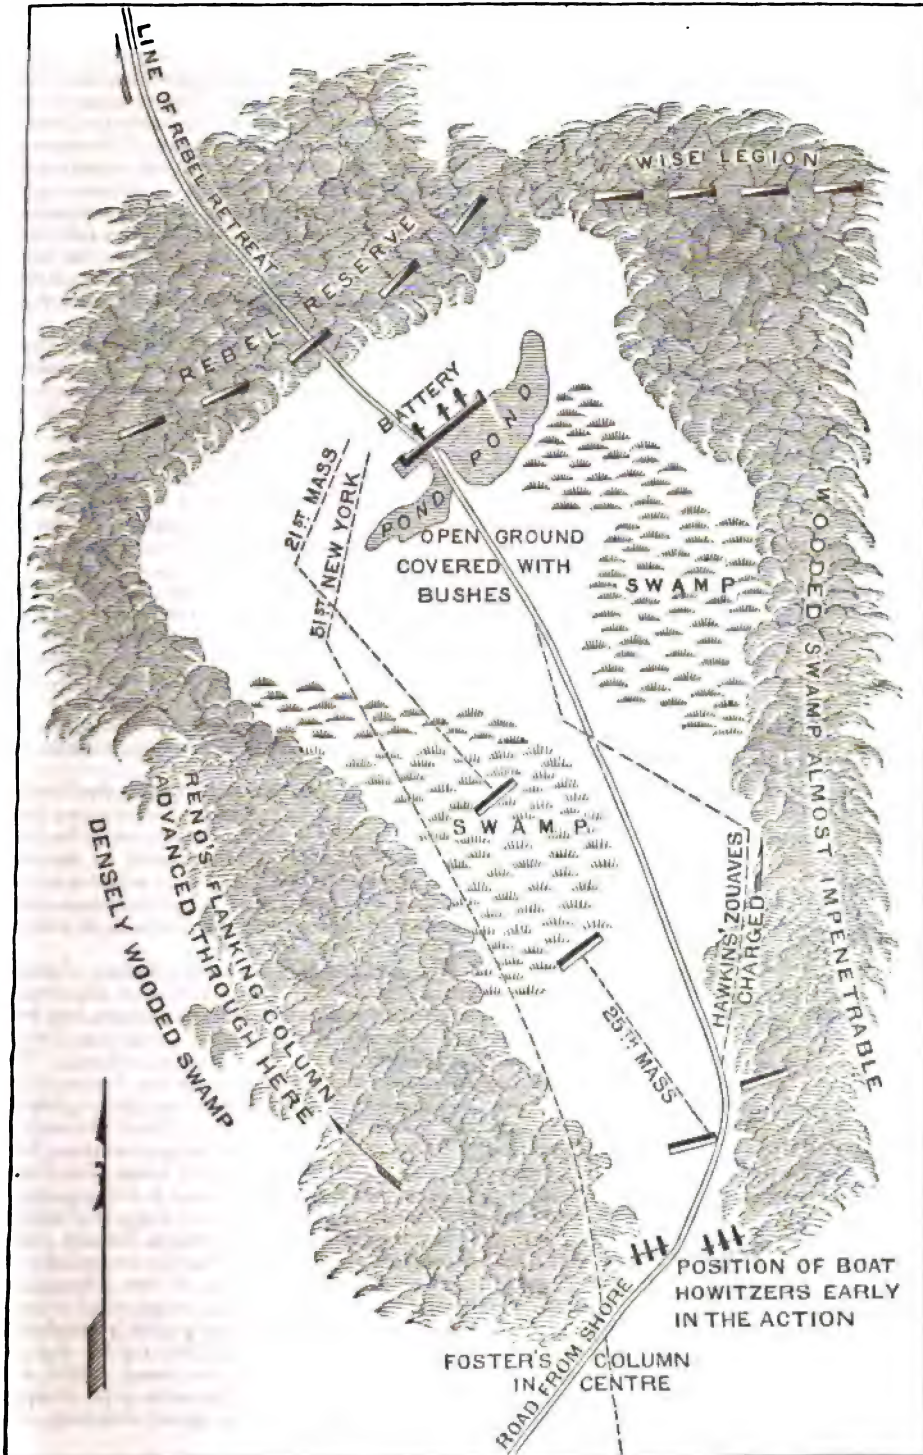 LINE OF REBEL RETREAT
WISE LEGION
REBEL RESERVE
BATTERY
POND
POND
21ST MASS
51ST NEW YORK
OPEN GROUND
COVERED WITH
BUSHES
SWAMP
WOODED SWAMP ALMOST IMPENETRABLE
SWAMP
RENO'S FLANKING COLUMN
ADVANCED THROUGH HERE
DENSELY WOODED SWAMP
HAWKINS' ZOUAVES
CHARGED
25TH MASS
POSITION OF BOAT
HOWITZERS EARLY
IN THE ACTION
FOSTER'S COLUMN
IN CENTRE
ROAD FROM SHORE
N